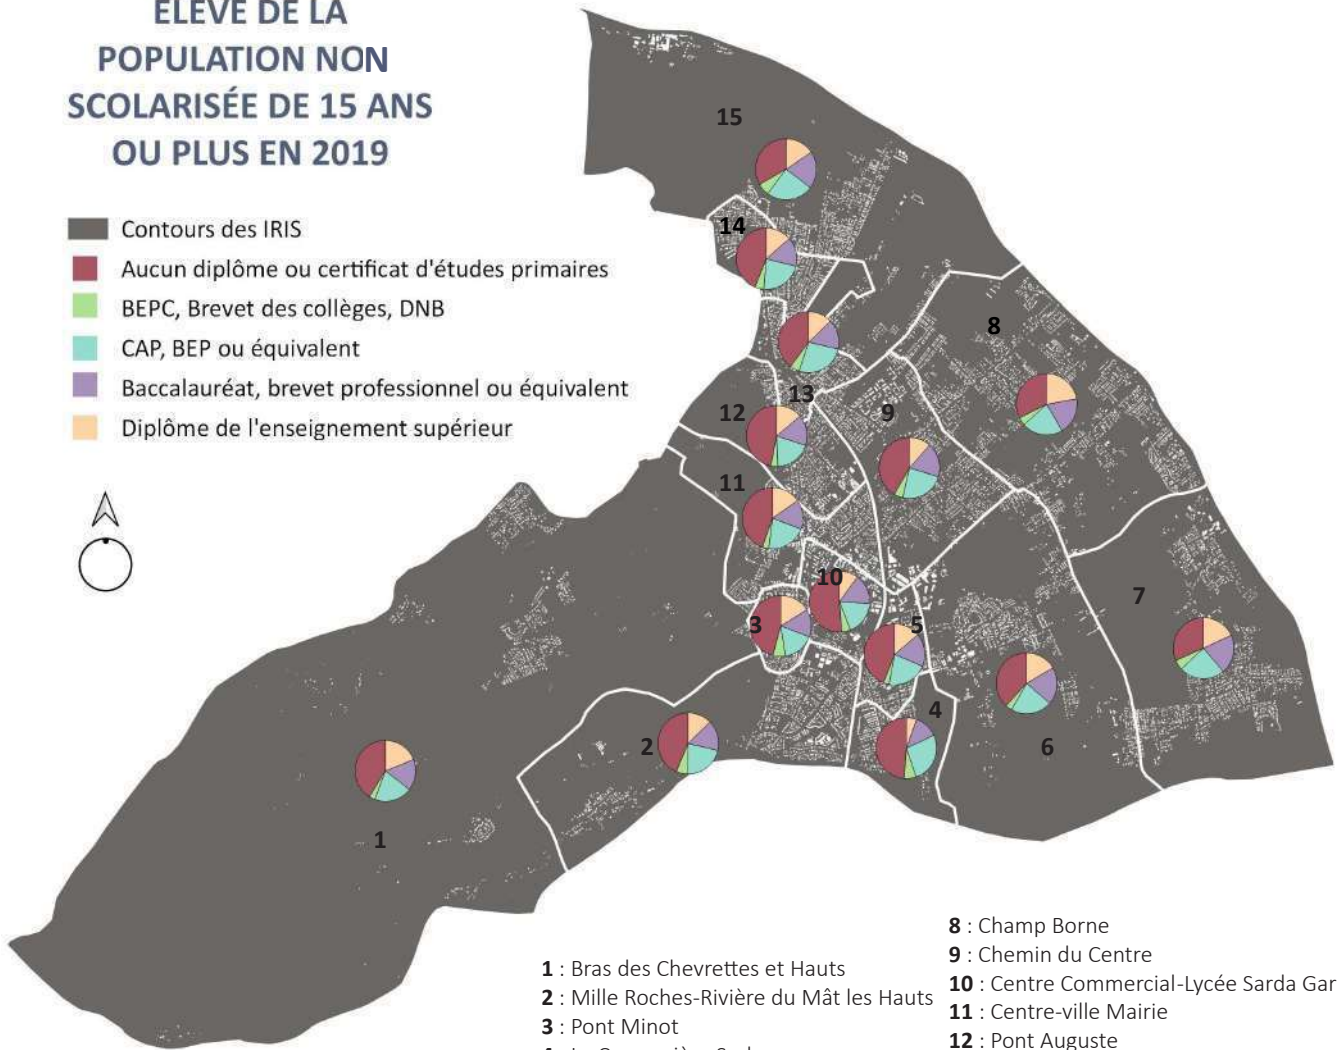 ÉLEVÉ DE LA
POPULATION NON
SCOLARISÉE DE 15 ANS
OU PLUS EN 2019
Contours des IRIS
Aucun diplôme ou certificat d'études primaires
BEPC, Brevet des collèges, DNB
CAP, BEP ou équivalent
Baccalauréat, brevet professionnel ou équivalent
Diplôme de l'enseignement supérieur
15
14
8
13
12
9
11
10
7
3
5
4
2
6
1
1 : Bras des Chevrettes et Hauts
2 : Mille Roches-Rivière du Mât les Hauts
3 : Pont Minot
8 : Champ Borne
9 : Chemin du Centre
10 : Centre Commercial-Lycée Sarda Gar
11 : Centre-ville Mairie
12 : Pont Auguste